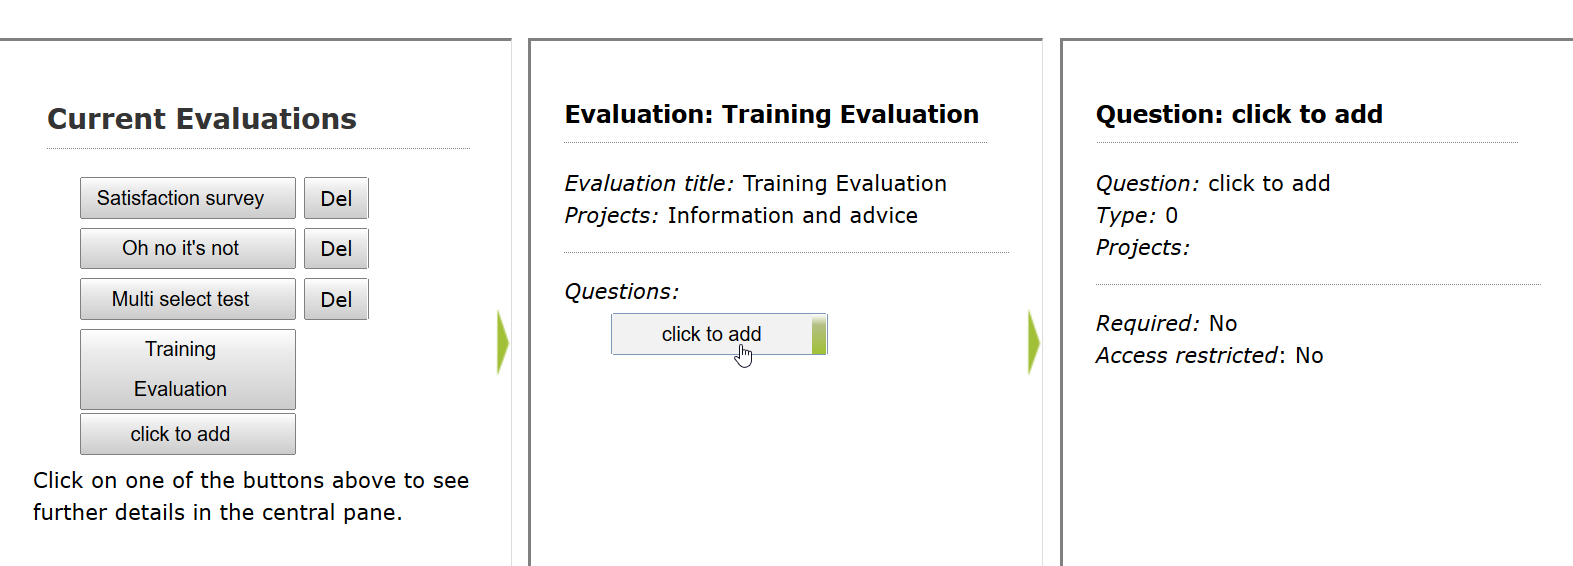 Current Evaluations
Satisfaction survey Del
Oh no it's not Del
Multi select test Del
Training
Evaluation
click to add
Click on one of the buttons above to see
further details in the central pane.
Evaluation: Training Evaluation
Evaluation title: Training Evaluation
Projects: Information and advice
Questions:
click to add
Question: click to add
Question: click to add
Type: 0
Projects:
Required: No
Access restricted: No